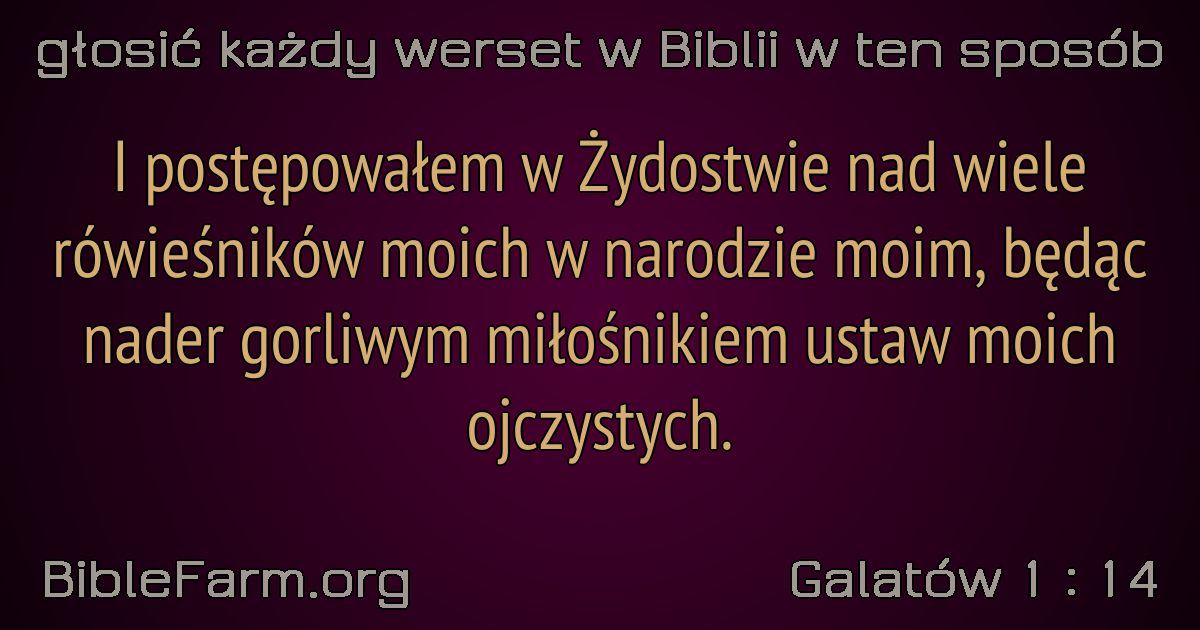 głosić każdy werset w Biblii w ten sposób
I postępowałem w Żydostwie nad wiele
rówieśników moich w narodzie moim, będąc
nader gorliwym miłośnikiem ustaw moich
ojczystych.
BibleFarm.org
Galatów 1 : 14